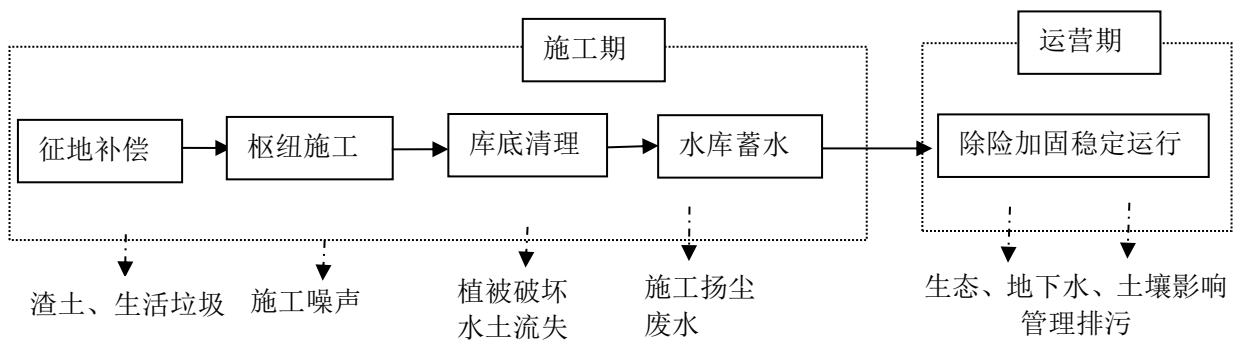 施工期
运营期
征地补偿
枢纽施工
库底清理
水库蓄水
除险加固稳定运行
渣土、生活垃圾
施工噪声
植被破坏
水土流失
施工扬尘
废水
生态、地下水、土壤影响
管理排污